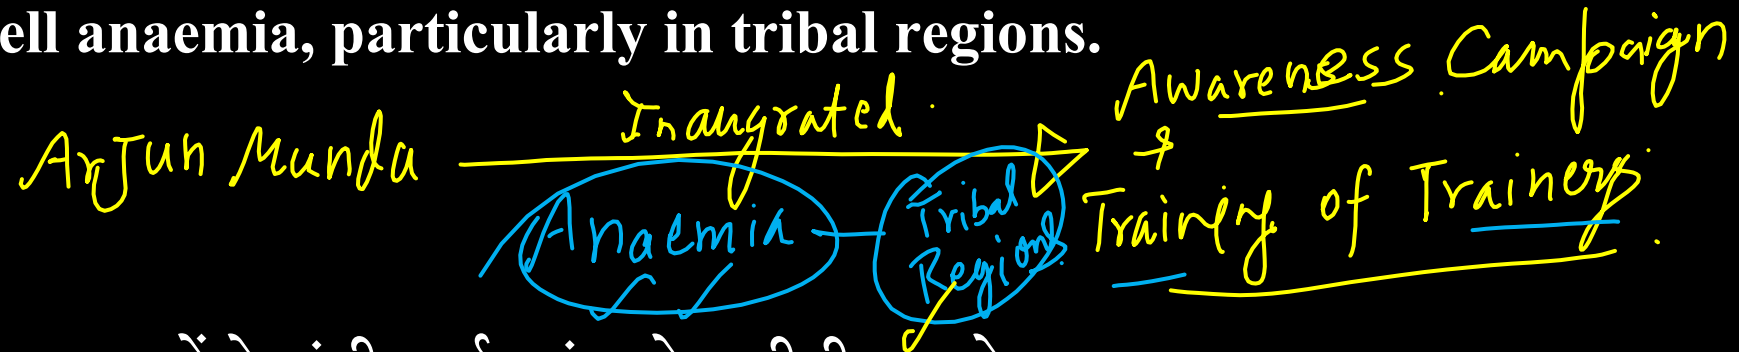 ell anaemia, particularly in tribal regions.
Awareness Campaign
Arjun Munda Inaugrated +
Training of Trainers
Anaemia Tribal
Regions